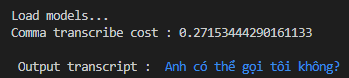 Load models...
Comma transcribe cost : 0.27153444290161133
Output transcript :  Anh có thể gọi tôi không?